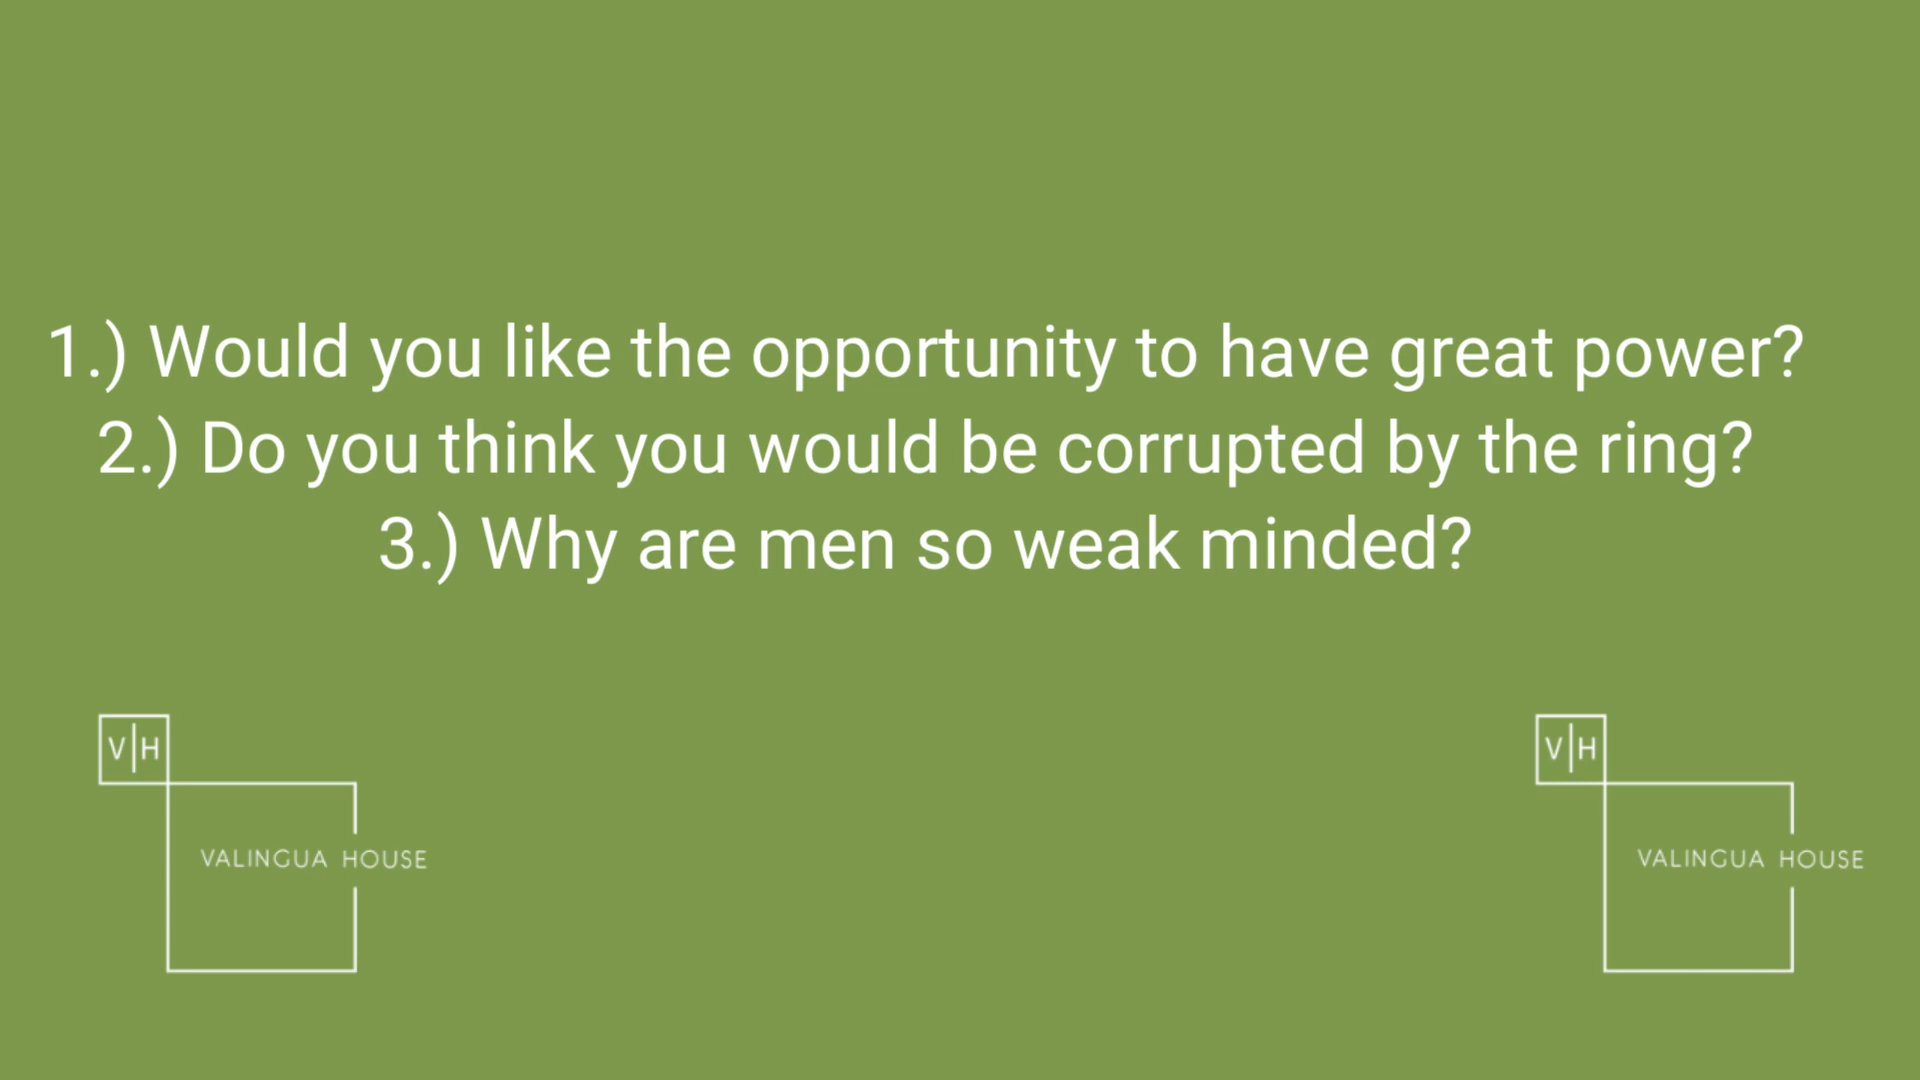 1.) Would you like the opportunity to have great power?
2.) Do you think you would be corrupted by the ring?
3.) Why are men so weak minded?
V|H
VALINGUA HOUSE
V|H
VALINGUA HOUSE